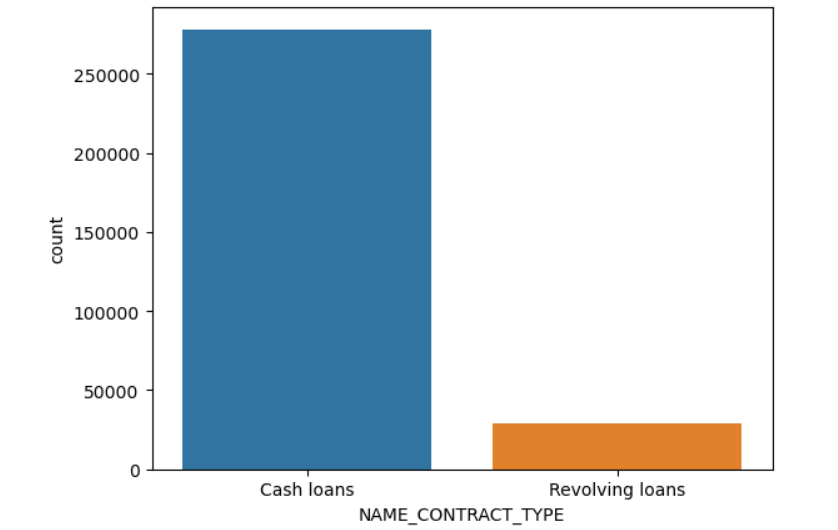 250000
200000
150000
100000
50000
0
count
Cash loans Revolving loans
NAME_CONTRACT_TYPE